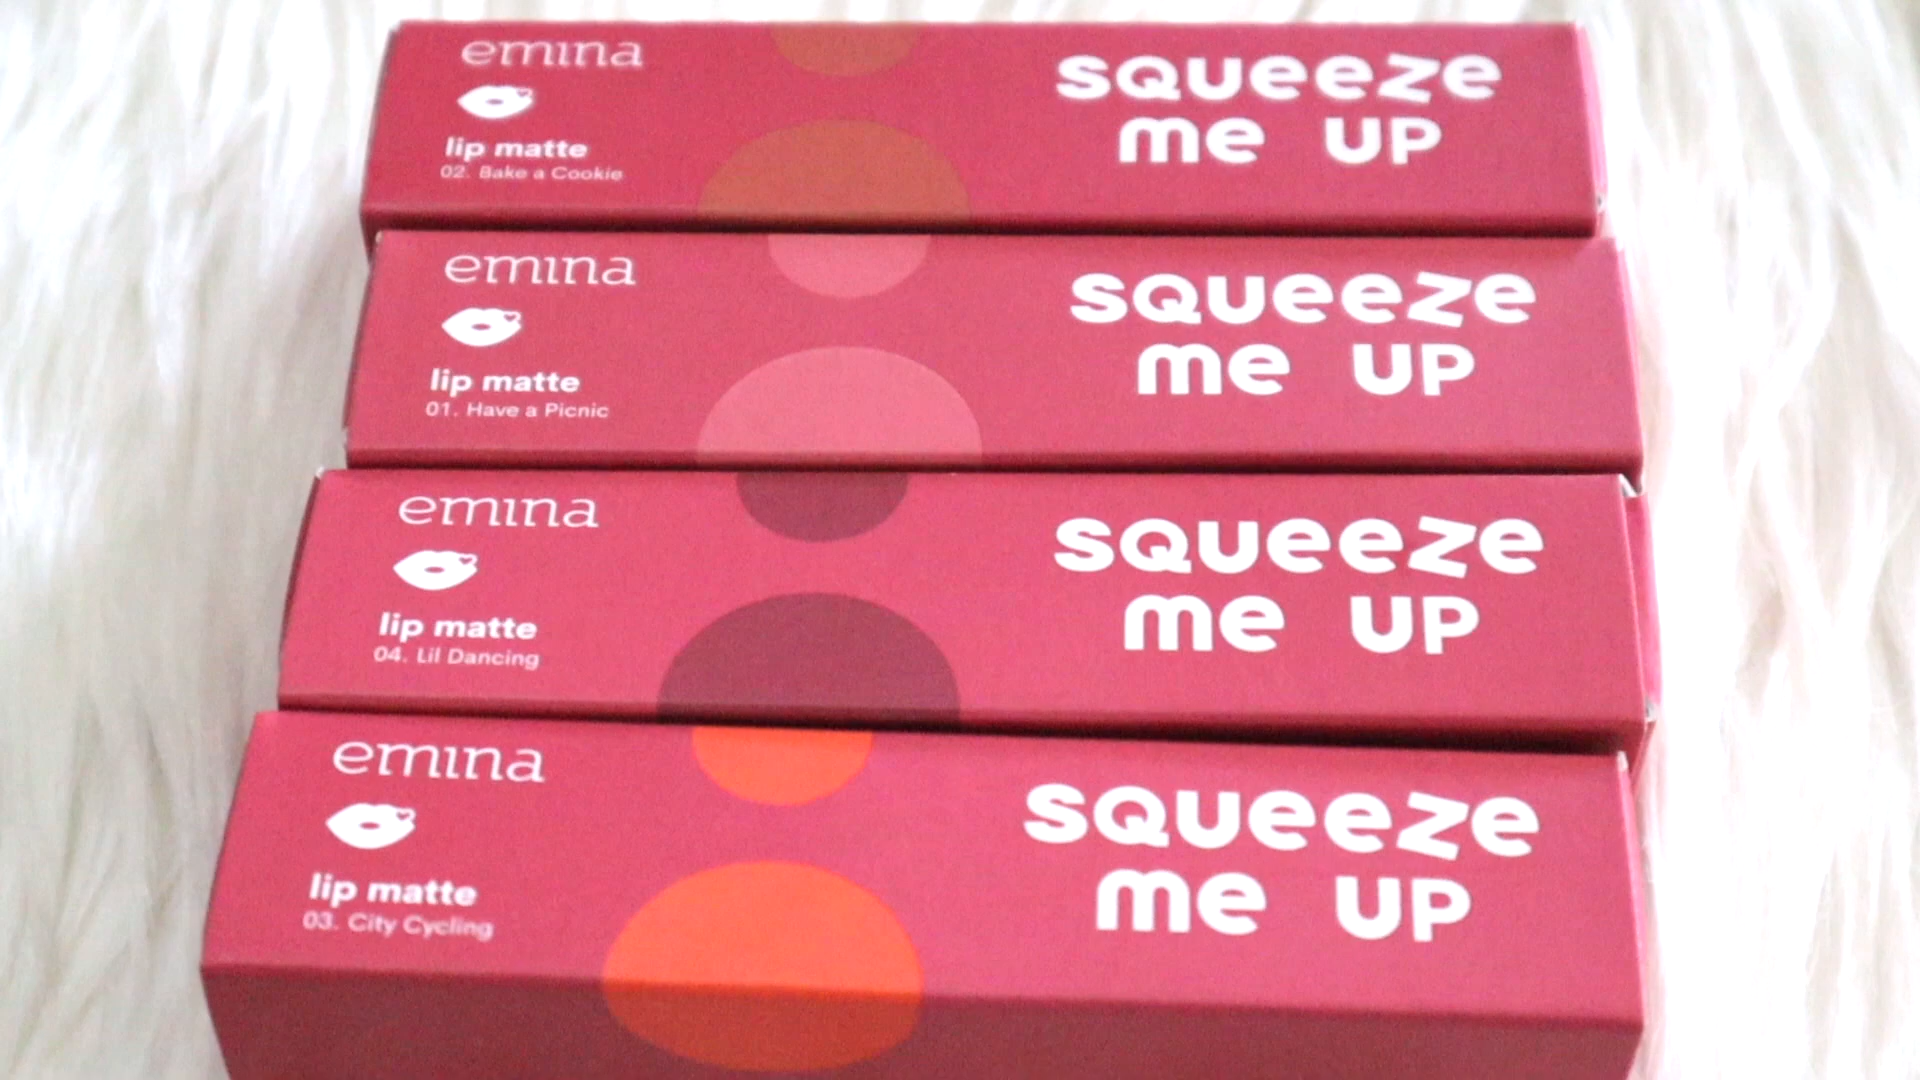 emina
lip matte
02. Bake a Cookie
squeeze
me up
emina
lip matte
01. Have a Picnic
squeeze
me up
emina
lip matte
04. Lil Dancing
squeeze
me up
emina
lip matte
03. City Cycling
squeeze
me up